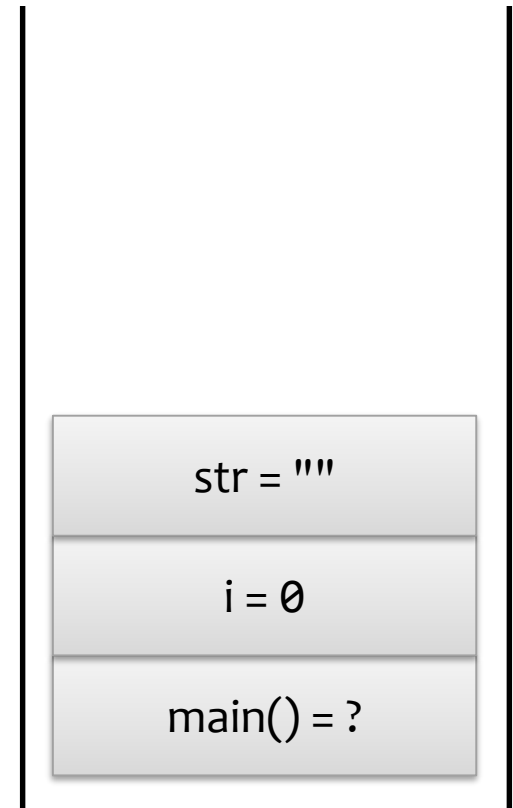 str = ""
i = 0
main() = ?